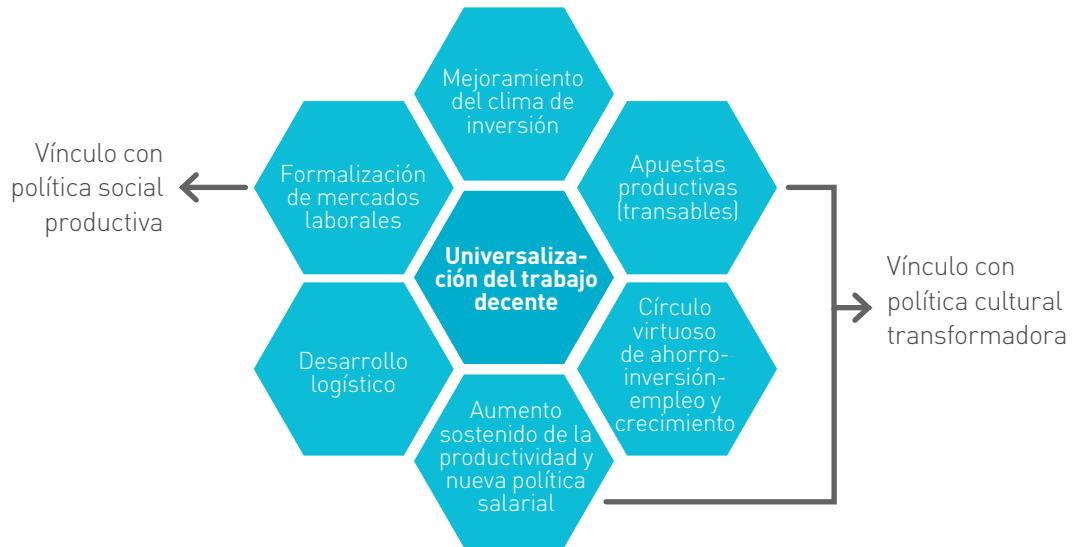 Mejoramiento
del clima de
inversión
Vínculo con
política social
productiva
Formalización
de mercados
laborales
Apuestas
productivas
(transables)
Universaliza-
ción del trabajo
decente
Vínculo con
política cultural
transformadora
Desarrollo
logístico
Círculo
virtuoso
de ahorro-
inversión-
empleo y
crecimiento
Aumento
sostenido de la
productividad y
nueva política
salarial